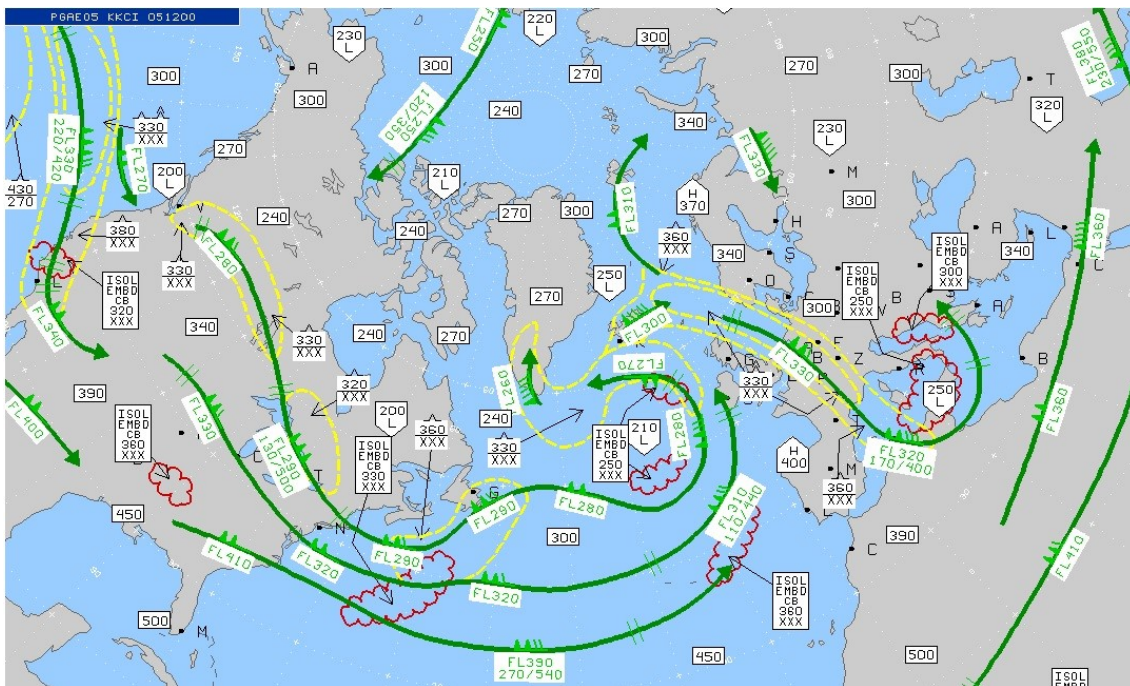 PGAE05 KKCI 051200
FL250
220
L
230
L
300
A
300
300
270
300
240
270
300
FL380
230/550
T
320
L
FL330
220/420
330
XXX
FL270
270
FL250
120/350
340
230
L
FL330
M
430
270
200
L
210
L
H
370
300
270
300
FL310
H
240
240
V
380
XXX
FL280
330
XXX
360
XXX
340
S
A
L
340
FL360
C
ISOL
EMBD
CB
300
XXX
L
ISOL
EMBD
CB
320
XXX
270
250
L
O
ISOL
EMBD
CB
250
XXX
B
B
S
C
300
A
340
FL340
330
XXX
240
270
FL300
FL330
F
B
Z
G
R
B
390
FL330
320
XXX
FL260
FL270
330
XXX
250
L
FL400
ISOL
EMBD
CB
360
XXX
200
L
360
XXX
240
FL280
210
L
FL360
FL290
130/500
C
T
ISOL
EMBD
CB
330
XXX
330
XXX
ISOL
EMBD
CB
250
XXX
H
400
M
FL320
170/400
360
XXX
450
G
FL290
FL280
FL310
170/440
L
N
FL290
300
C
390
FL410
FL410
FL320
FL320
ISOL
EMBD
CB
360
XXX
500
M
FL390
270/540
450
500
ISOL
EMBD